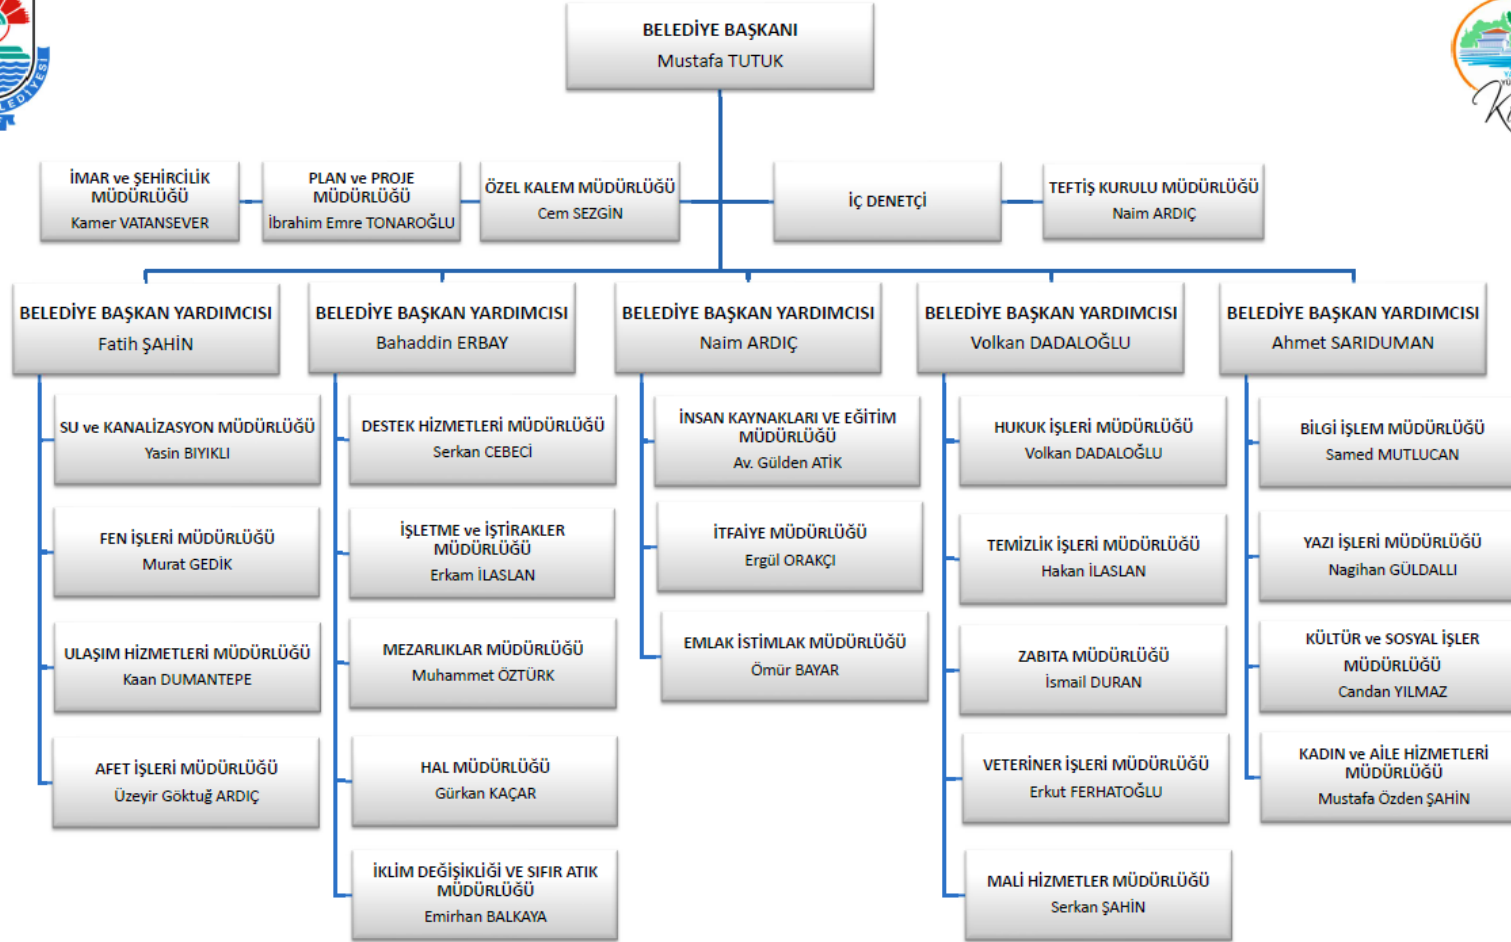 BELEDİYE BAŞKANI
Mustafa TUTUK
İMAR ve ŞEHİRCİLİK
MÜDÜRLÜĞÜ
Kamer VATANSEVER
PLAN ve PROJE
MÜDÜRLÜĞÜ
İbrahim Emre TONAROĞLU
ÖZEL KALEM MÜDÜRLÜĞÜ
Cem SEZGİN
İÇ DENETÇİ
TEFTİŞ KURULU MÜDÜRLÜĞÜ
Naim ARDIÇ
BELEDİYE BAŞKAN YARDIMCISI
Fatih ŞAHİN
SU ve KANALİZASYON MÜDÜRLÜĞÜ
Yasin BIYIKLI
FEN İŞLERİ MÜDÜRLÜĞÜ
Murat GEDİK
ULAŞIM HİZMETLERİ MÜDÜRLÜĞÜ
Kaan DUMANTEPE
AFET İŞLERİ MÜDÜRLÜĞÜ
Üzeyir Göktuğ ARDIÇ
BELEDİYE BAŞKAN YARDIMCISI
Bahaddin ERBAY
DESTEK HİZMETLERİ MÜDÜRLÜĞÜ
Serkan CEBECİ
İŞLETME ve İŞTİRAKLER
MÜDÜRLÜĞÜ
Erkam İLASLAN
MEZARLIKLAR MÜDÜRLÜĞÜ
Muhammet ÖZTÜRK
HAL MÜDÜRLÜĞÜ
Gürkan KAÇAR
İKLİM DEĞİŞİKLİĞİ VE SIFIR ATIK
MÜDÜRLÜĞÜ
Emirhan BALKAYA
BELEDİYE BAŞKAN YARDIMCISI
Naim ARDIÇ
İNSAN KAYNAKLARI VE EĞİTİM
MÜDÜRLÜĞÜ
Av. Gülden ATİK
İTFAİYE MÜDÜRLÜĞÜ
Ergül ORAKÇI
EMLAK İSTİMLAK MÜDÜRLÜĞÜ
Ömür BAYAR
BELEDİYE BAŞKAN YARDIMCISI
Volkan DADALOĞLU
HUKUK İŞLERİ MÜDÜRLÜĞÜ
Volkan DADALOĞLU
TEMİZLİK İŞLERİ MÜDÜRLÜĞÜ
Hakan İLASLAN
ZABITA MÜDÜRLÜĞÜ
İsmail DURAN
VETERİNER İŞLERİ MÜDÜRLÜĞÜ
Erkut FERHATOĞLU
MALİ HİZMETLER MÜDÜRLÜĞÜ
Serkan ŞAHİN
BELEDİYE BAŞKAN YARDIMCISI
Ahmet SARIDUMAN
BİLGİ İŞLEM MÜDÜRLÜĞÜ
Samed MUTLUCAN
YAZI İŞLERİ MÜDÜRLÜĞÜ
Nagihan GÜLDALLI
KÜLTÜR ve SOSYAL İŞLER
MÜDÜRLÜĞÜ
Candan YILMAZ
KADIN ve AİLE HİZMETLERİ
MÜDÜRLÜĞÜ
Mustafa Özden ŞAHİN